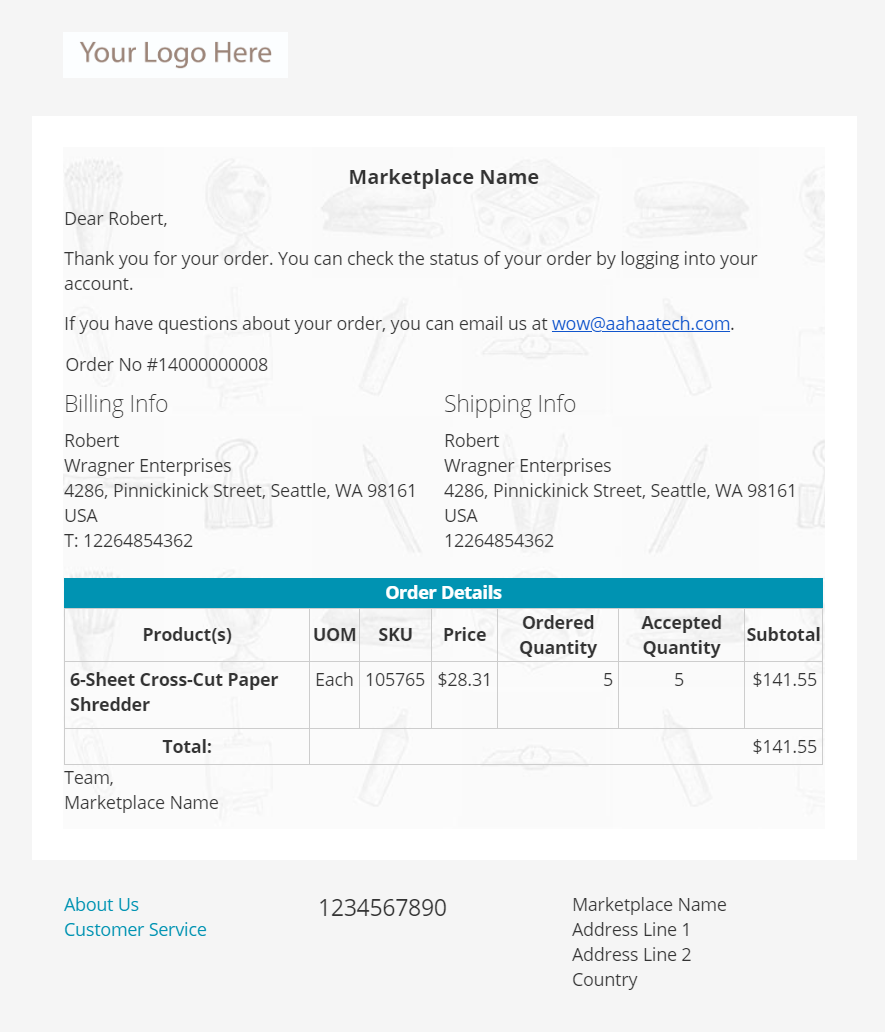 Your Logo Here
Marketplace Name
Dear Robert,
Thank you for your order. You can check the status of your order by logging into your
account.
If you have questions about your order, you can email us at wow@aahaatech.com.
Order No #14000000008
Billing Info
Robert
Wragner Enterprises
4286, Pinnickinick Street, Seattle, WA 98161
USA
T: 12264854362
Shipping Info
Robert
Wragner Enterprises
4286, Pinnickinick Street, Seattle, WA 98161
USA
12264854362
Order Details
Product(s) UOM SKU Price Ordered Quantity Accepted Quantity Subtotal
6-Sheet Cross-Cut Paper Each 105765 $28.31 5 5 $141.55
Shredder
Total: $141.55
Team,
Marketplace Name
About Us
Customer Service
1234567890
Marketplace Name
Address Line 1
Address Line 2
Country